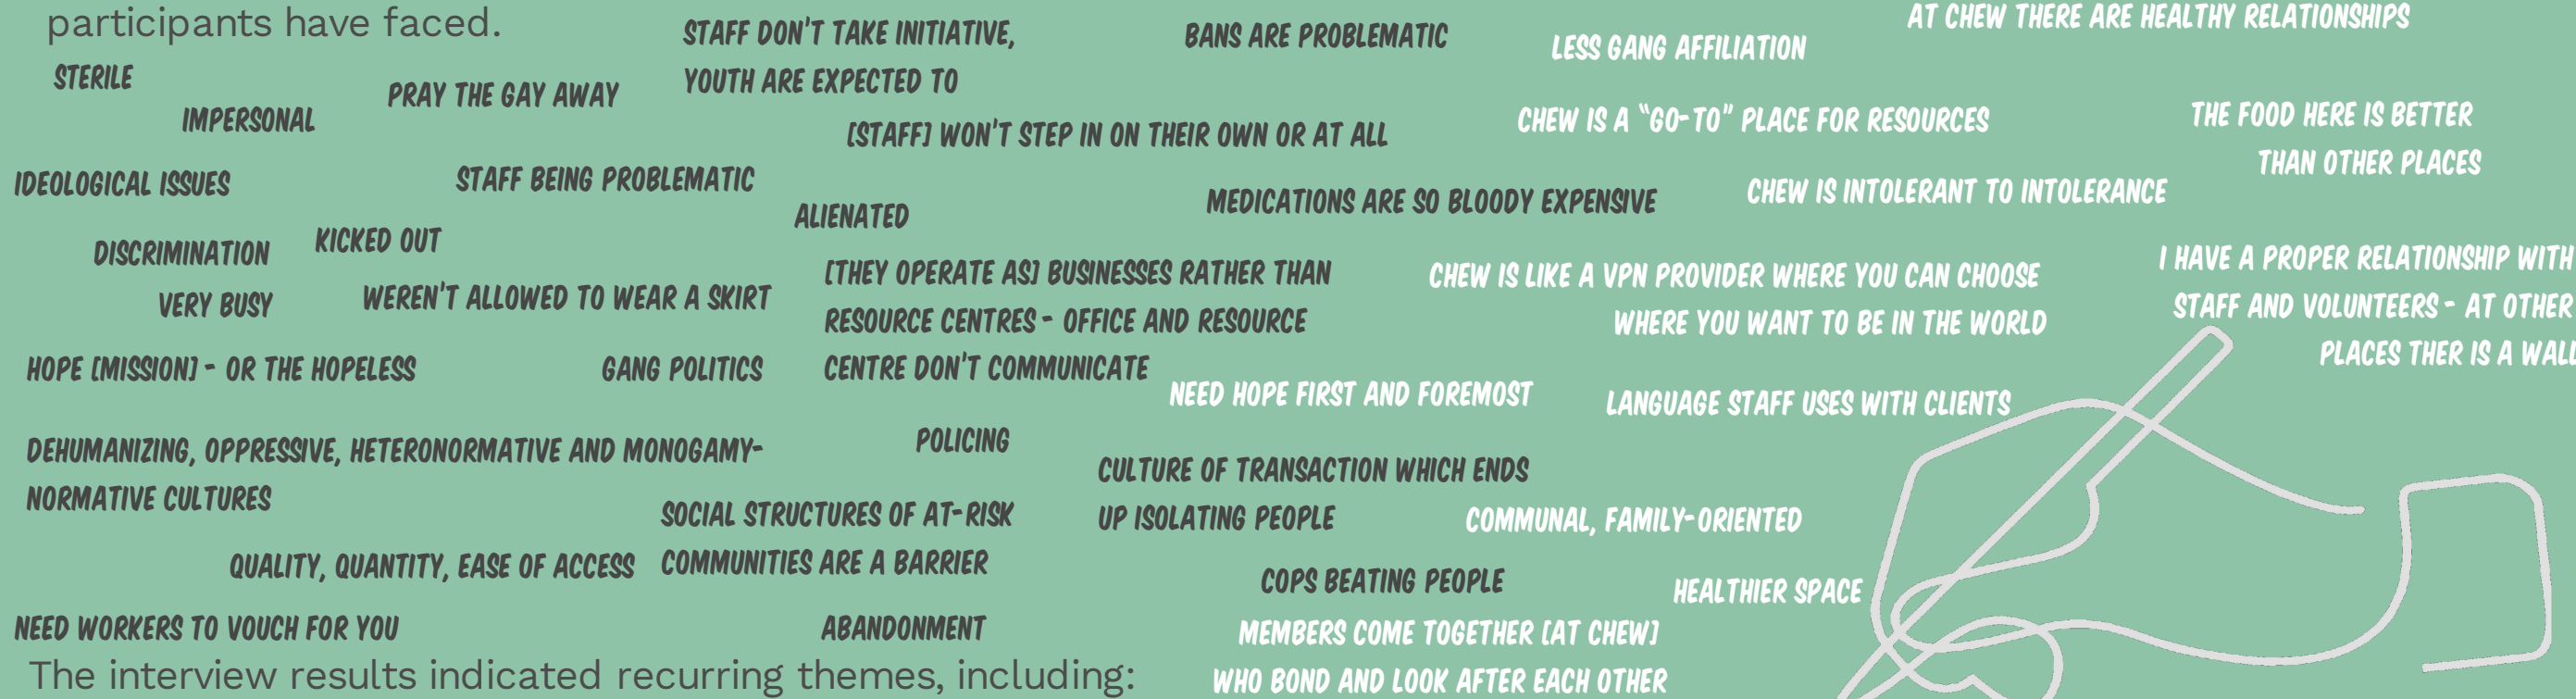 participants have faced.
STERILE
IMPERSONAL
PRAY THE GAY AWAY
STAFF DON'T TAKE INITIATIVE,
YOUTH ARE EXPECTED TO
BANS ARE PROBLEMATIC
[STAFF] WON'T STEP IN ON THEIR OWN OR AT ALL
IDEOLOGICAL ISSUES
STAFF BEING PROBLEMATIC
ALIENATED
MEDICATIONS ARE SO BLOODY EXPENSIVE
DISCRIMINATION
KICKED OUT
VERY BUSY
WEREN'T ALLOWED TO WEAR A SKIRT
[THEY OPERATE AS] BUSINESSES RATHER THAN
RESOURCE CENTRES - OFFICE AND RESOURCE
CENTRE DON'T COMMUNICATE
HOPE [MISSION] - OR THE HOPELESS
GANG POLITICS
DEHUMANIZING, OPPRESSIVE, HETERONORMATIVE AND MONOGAMY-
NORMATIVE CULTURES
POLICING
CULTURE OF TRANSACTION WHICH ENDS
UP ISOLATING PEOPLE
SOCIAL STRUCTURES OF AT-RISK
COMMUNITIES ARE A BARRIER
QUALITY, QUANTITY, EASE OF ACCESS
COPS BEATING PEOPLE
NEED WORKERS TO VOUCH FOR YOU
ABANDONMENT
AT CHEW THERE ARE HEALTHY RELATIONSHIPS
LESS GANG AFFILIATION
CHEW IS A “GO-TO” PLACE FOR RESOURCES
THE FOOD HERE IS BETTER
THAN OTHER PLACES
CHEW IS INTOLERANT TO INTOLERANCE
CHEW IS LIKE A VPN PROVIDER WHERE YOU CAN CHOOSE
WHERE YOU WANT TO BE IN THE WORLD
I HAVE A PROPER RELATIONSHIP WITH
STAFF AND VOLUNTEERS - AT OTHER
PLACES THER IS A WALL
NEED HOPE FIRST AND FOREMOST
LANGUAGE STAFF USES WITH CLIENTS
COMMUNAL, FAMILY-ORIENTED
HEALTHIER SPACE
MEMBERS COME TOGETHER [AT CHEW]
WHO BOND AND LOOK AFTER EACH OTHER
The interview results indicated recurring themes, including: